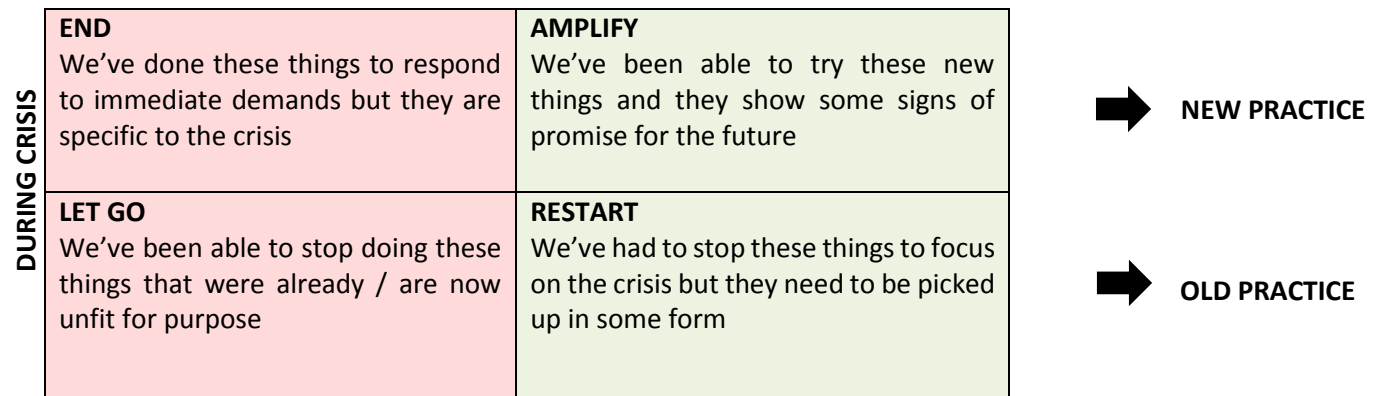 DURING CRISIS
END
We’ve done these things to respond
to immediate demands but they are
specific to the crisis
AMPLIFY
We’ve been able to try these new
things and they show some signs of
promise for the future
NEW PRACTICE
LET GO
We’ve been able to stop doing these
things that were already / are now
unfit for purpose
RESTART
We’ve had to stop these things to focus
on the crisis but they need to be picked
up in some form
OLD PRACTICE